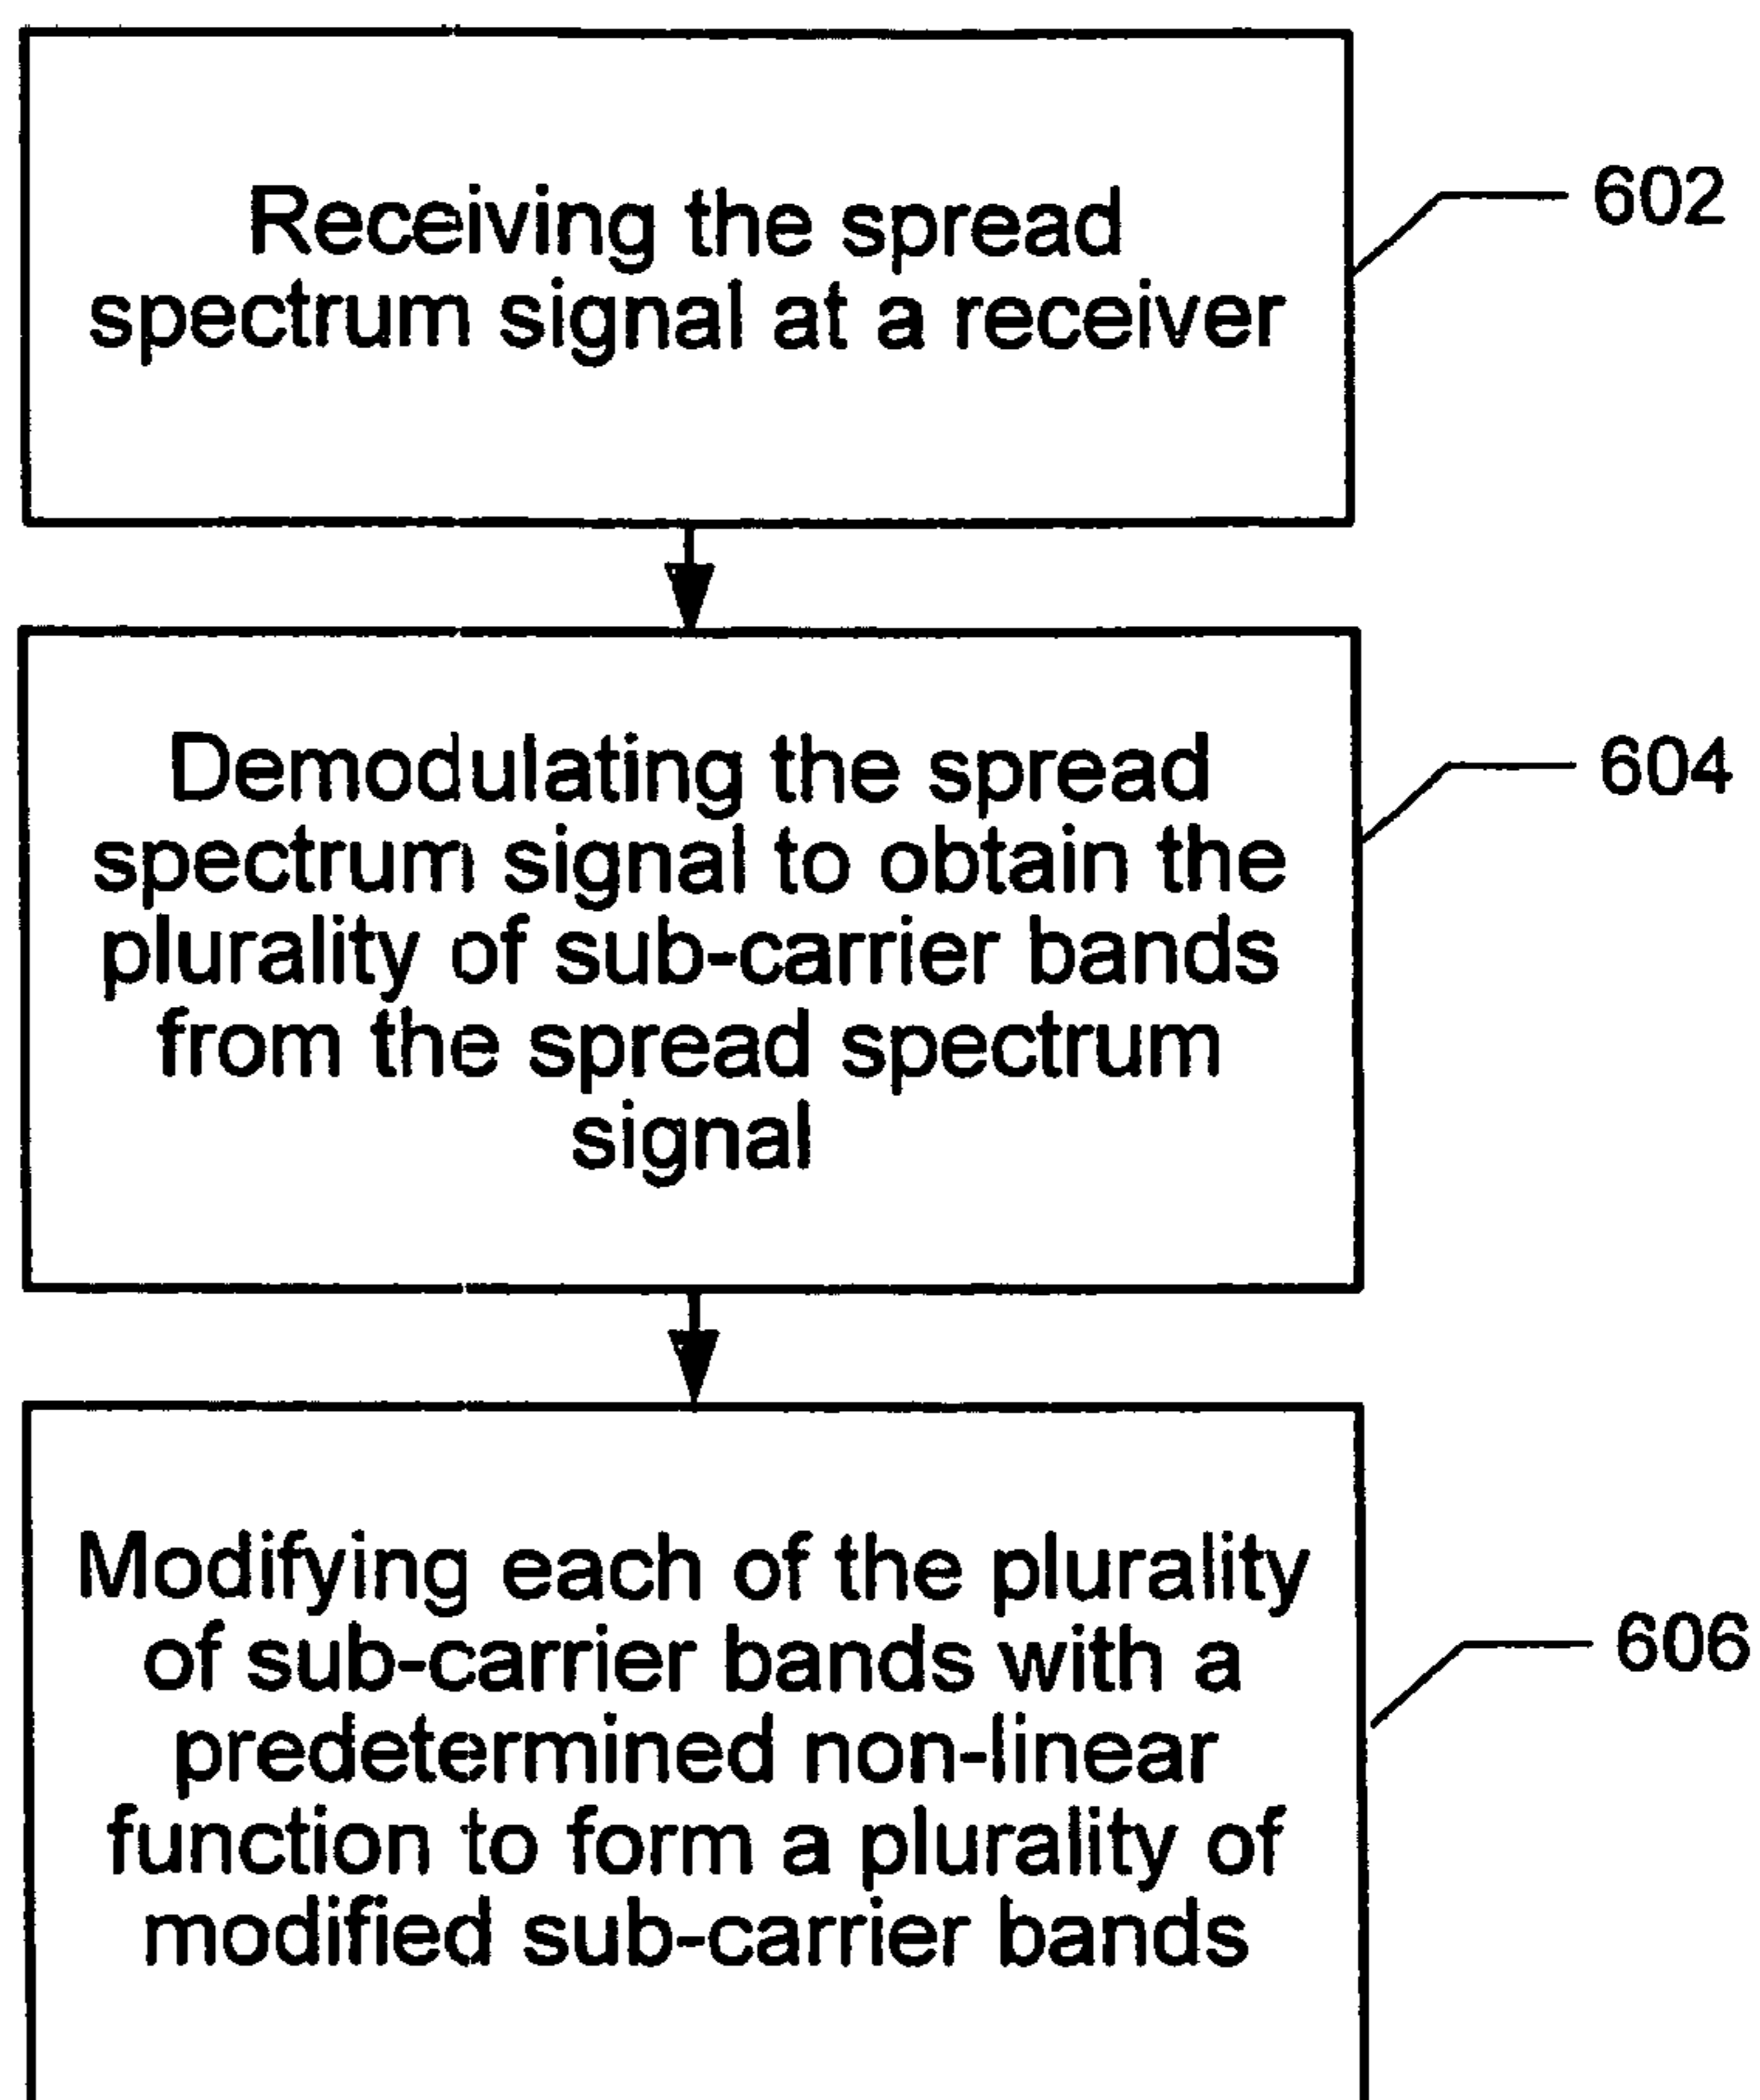 Receiving the spread
spectrum signal at a receiver
602
Demodulating the spread
spectrum signal to obtain the
plurality of sub-carrier bands
from the spread spectrum
signal
604
Modifying each of the plurality
of sub-carrier bands with a
predetermined non-linear
function to form a plurality of
modified sub-carrier bands
606